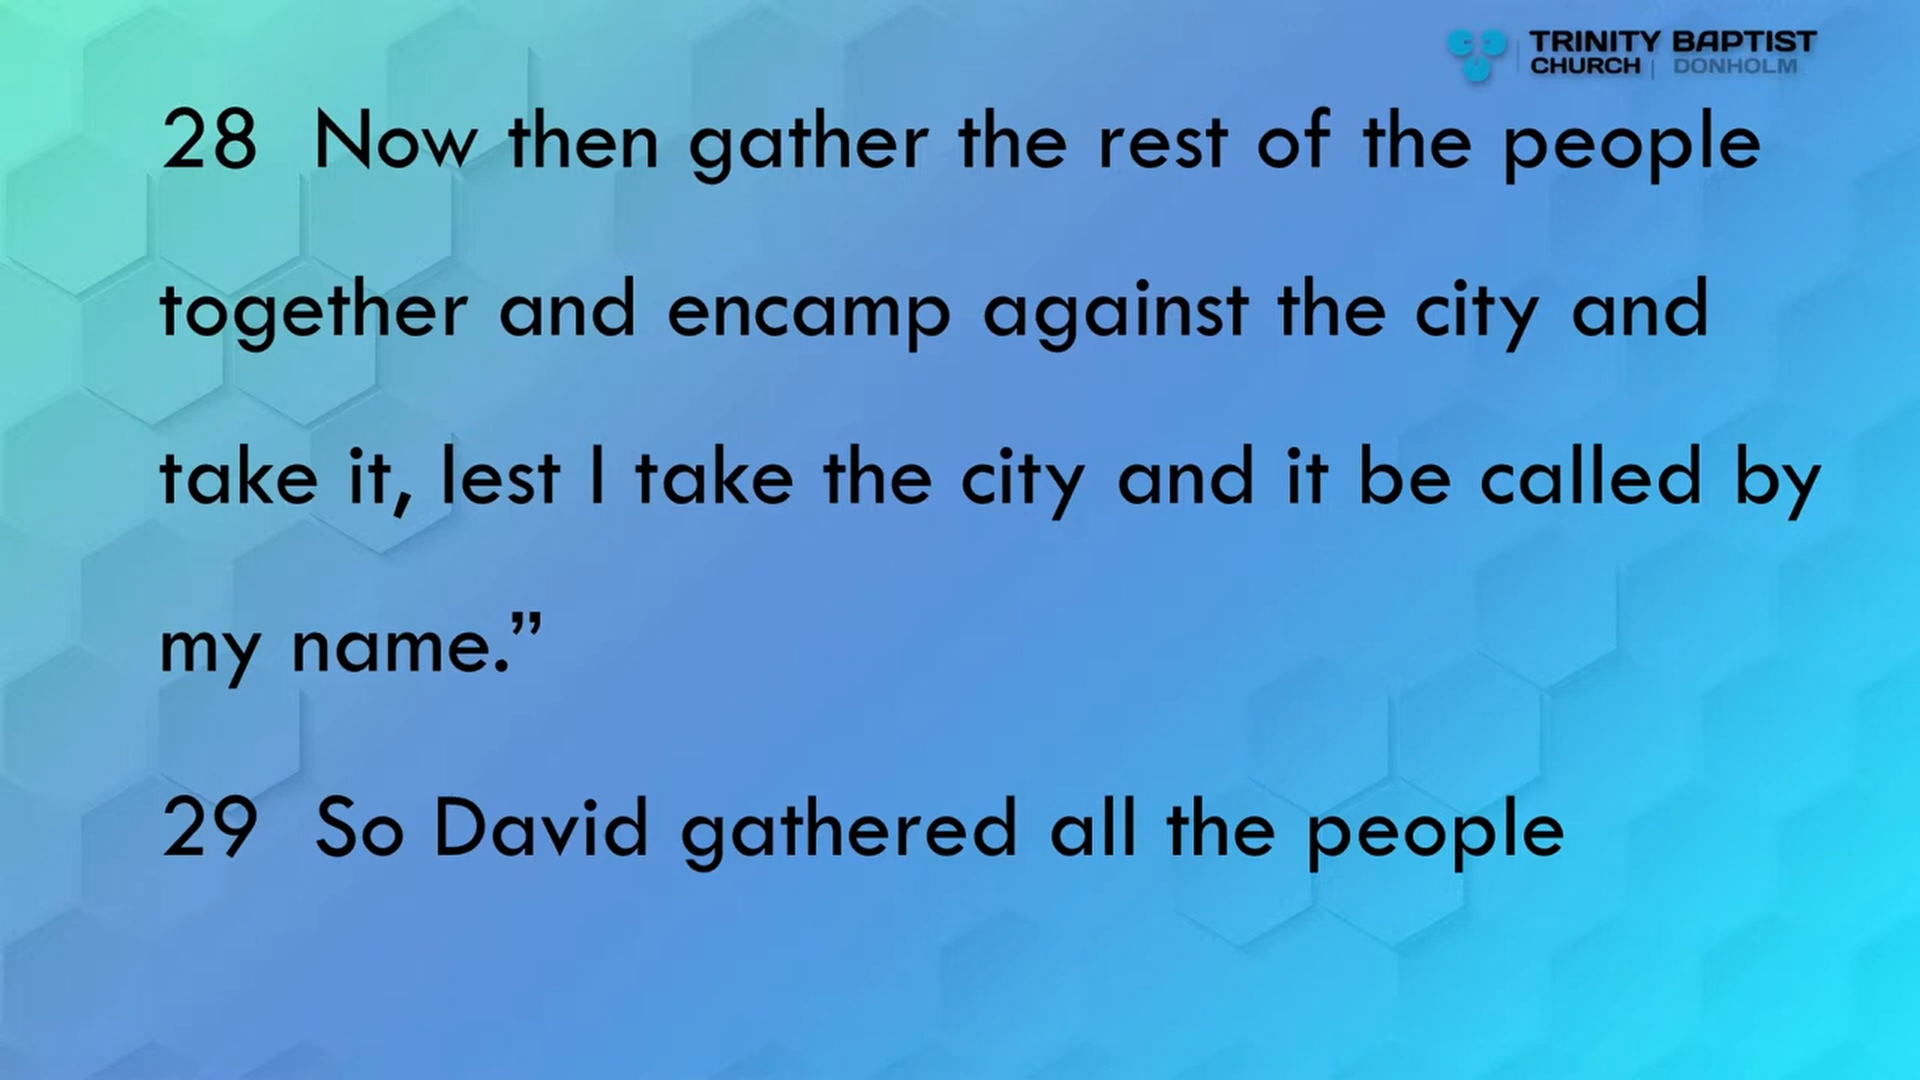 TRINITY BAPTIST
CHURCH | DONHOLM
28 Now then gather the rest of the people
together and encamp against the city and
take it, lest I take the city and it be called by
my name.”
29 So David gathered all the people